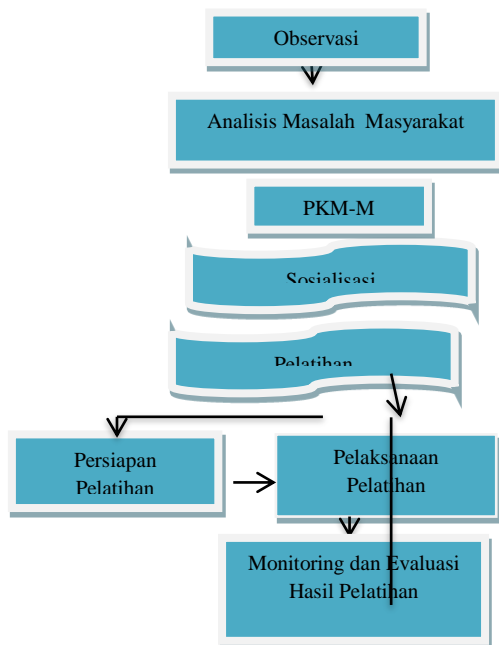 Observasi
Analisis Masalah Masyarakat
PKM-M
Sosialisasi
Pelatihan
Persiapan
Pelatihan
Pelaksanaan
Pelatihan
Monitoring dan Evaluasi
Hasil Pelatihan